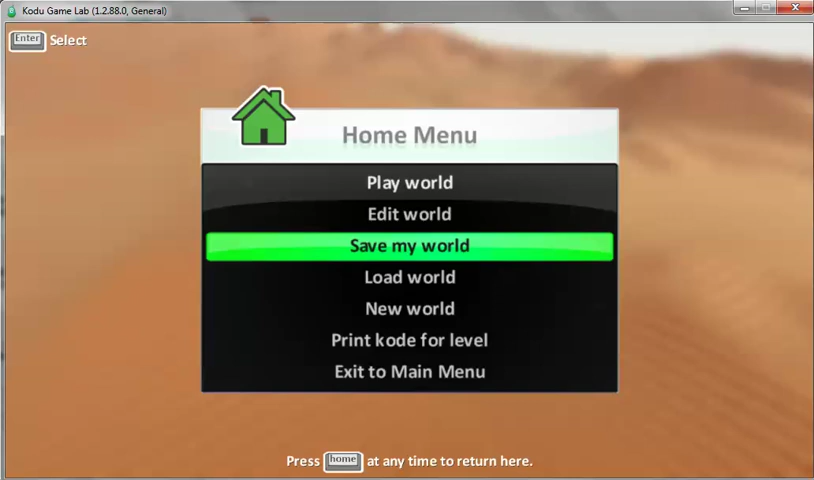 Kodu Game Lab (1.2.88.0, General)
Enter Select
Home Menu
Play world
Edit world
Save my world
Load world
New world
Print kode for level
Exit to Main Menu
Press home at any time to return here.